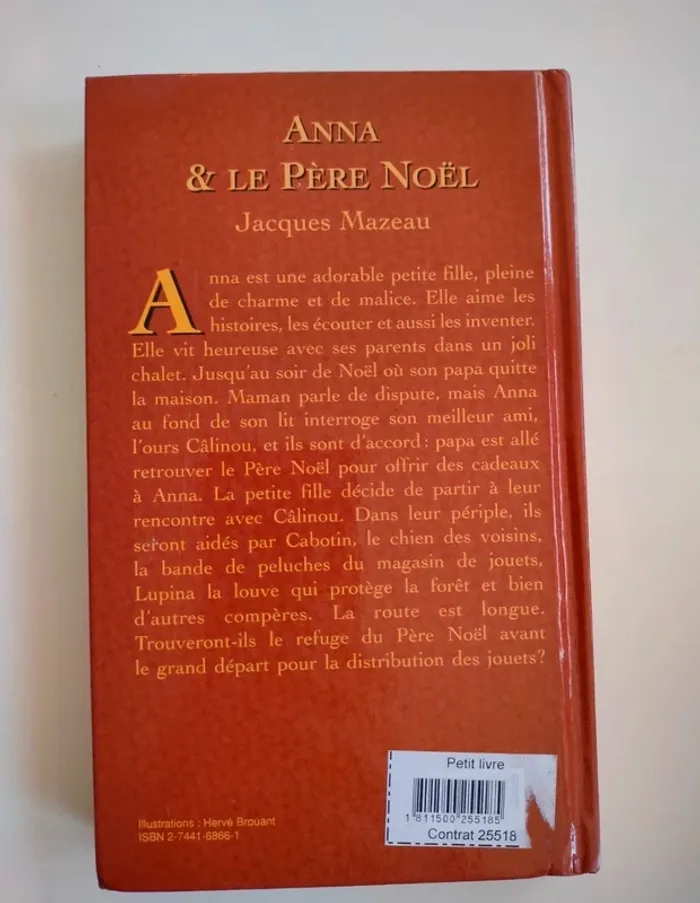 ANNA
& LE PÈRE NOËL
Jacques Mazeau
Anna est une adorable petite fille, pleine
de charme et de malice. Elle aime les
histoires, les écouter et aussi les inventer.
Elle vit heureuse avec ses parents dans un joli
chalet. Jusqu'au soir de Noël où son papa quitte
la maison. Maman parle de dispute, mais Anna
au fond de son lit interroge son meilleur ami,
l'ours Câlinou, et ils sont d'accord : papa est allé
retrouver le Père Noël pour offrir des cadeaux
à Anna. La petite fille décide de partir à leur
rencontre avec Câlinou. Dans leur périple, ils
seront aidés par Cabotin, le chien des voisins,
la bande de peluches du magasin de jouets,
Lupina la louve qui protège la forêt et bien
d'autres compères. La route est longue.
Trouveront-ils le refuge du Père Noël avant
le grand départ pour la distribution des jouets?
Petit livre
1811500255185
Contrat 25518
Illustrations : Hervé Brouant
ISBN 2-7441-6866-1